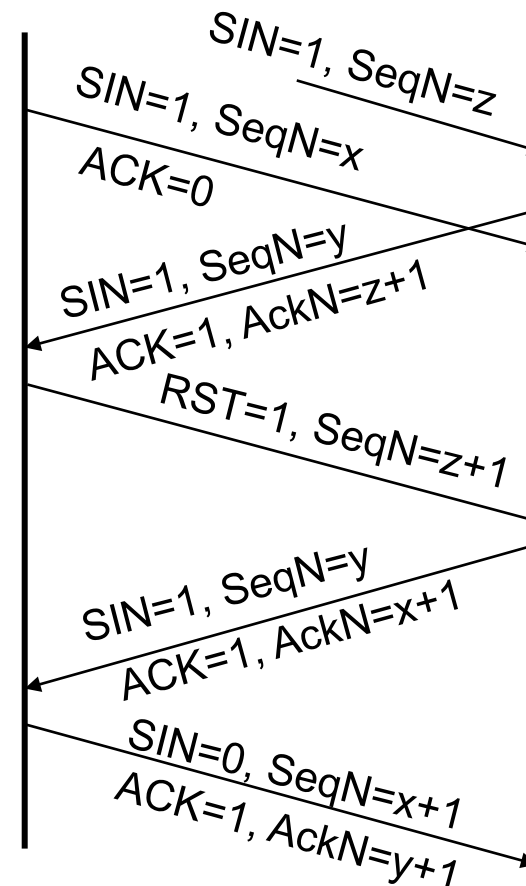 SIN=1, SeqN=z
SIN=1, SeqN=x
ACK=0
SIN=1, SeqN=y
ACK=1, AckN=z+1
RST=1, SeqN=z+1
SIN=1, SeqN=y
ACK=1, AckN=x+1
SIN=0, SeqN=x+1
ACK=1, AckN=y+1